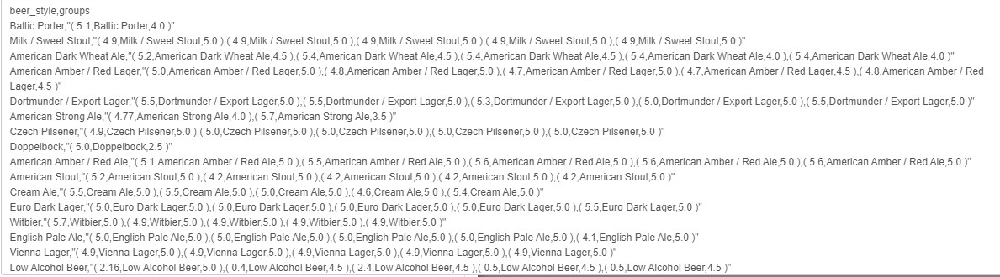 beer_style,groups
Baltic Porter,"( 5.1,Baltic Porter,4.0 )"
Milk / Sweet Stout,"( 4.9,Milk / Sweet Stout,5.0 ),( 4.9,Milk / Sweet Stout,5.0 ),( 4.9,Milk / Sweet Stout,5.0 ),( 4.9,Milk / Sweet Stout,5.0 ),( 4.9,Milk / Sweet Stout,5.0 )"
American Dark Wheat Ale,"( 5.2,American Dark Wheat Ale,4.5 ),( 5.4,American Dark Wheat Ale,4.5 ),( 5.4,American Dark Wheat Ale,4.5 ),( 5.4,American Dark Wheat Ale,4.0 ),( 5.4,American Dark Wheat Ale,4.0 )"
American Amber / Red Lager,"( 5.0,American Amber / Red Lager,5.0 ),( 4.8,American Amber / Red Lager,5.0 ),( 4.7,American Amber / Red Lager,5.0 ),( 4.7,American Amber / Red Lager,4.5 ),( 4.8,American Amber / Red
Lager,4.5 )"
Dortmunder / Export Lager,"( 5.5,Dortmunder / Export Lager,5.0 ),( 5.5,Dortmunder / Export Lager,5.0 ),( 5.3,Dortmunder / Export Lager,5.0 ),( 5.0,Dortmunder / Export Lager,5.0 ),( 5.5,Dortmunder / Export Lager,5.0 )"
American Strong Ale,"( 4.77,American Strong Ale,4.0 ),( 5.7,American Strong Ale,3.5 )"
Czech Pilsener,"( 4.9,Czech Pilsener,5.0 ),( 5.0,Czech Pilsener,5.0 ),( 5.0,Czech Pilsener,5.0 ),( 5.0,Czech Pilsener,5.0 ),( 5.0,Czech Pilsener,5.0 )"
Doppelbock,"( 5.0,Doppelbock,2.5 )"
American Amber / Red Ale,"( 5.1,American Amber / Red Ale,5.0 ),( 5.5,American Amber / Red Ale,5.0 ),( 5.6,American Amber / Red Ale,5.0 ),( 5.6,American Amber / Red Ale,5.0 ),( 5.6,American Amber / Red Ale,5.0 )"
American Stout,"( 5.2,American Stout,5.0 ),( 4.2,American Stout,5.0 ),( 4.2,American Stout,5.0 ),( 4.2,American Stout,5.0 ),( 4.2,American Stout,5.0 )"
Cream Ale,"( 5.5,Cream Ale,5.0 ),( 5.5,Cream Ale,5.0 ),( 5.0,Cream Ale,5.0 ),( 4.6,Cream Ale,5.0 ),( 5.4,Cream Ale,5.0 )"
Euro Dark Lager,"( 5.0,Euro Dark Lager,5.0 ),( 5.0,Euro Dark Lager,5.0 ),( 5.0,Euro Dark Lager,5.0 ),( 5.0,Euro Dark Lager,5.0 ),( 5.5,Euro Dark Lager,5.0 )"
Witbier,"( 5.7,Witbier,5.0 ),( 4.9,Witbier,5.0 ),( 4.9,Witbier,5.0 ),( 4.9,Witbier,5.0 ),( 4.9,Witbier,5.0 )"
English Pale Ale,"( 5.0,English Pale Ale,5.0 ),( 5.0,English Pale Ale,5.0 ),( 5.0,English Pale Ale,5.0 ),( 5.0,English Pale Ale,5.0 ),( 4.1,English Pale Ale,5.0 )"
Vienna Lager,"( 4.9,Vienna Lager,5.0 ),( 4.9,Vienna Lager,5.0 ),( 4.9,Vienna Lager,5.0 ),( 4.9,Vienna Lager,5.0 ),( 4.9,Vienna Lager,5.0 )"
Low Alcohol Beer,"( 2.16,Low Alcohol Beer,5.0 ),( 0.4,Low Alcohol Beer,4.5 ),( 2.4,Low Alcohol Beer,4.5 ),( 0.5,Low Alcohol Beer,4.5 ),( 0.5,Low Alcohol Beer,4.5 )"